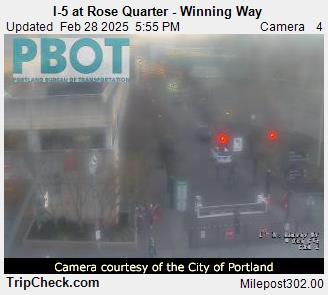 I-5 at Rose Quarter - Winning Way
Updated Feb 28 2025 5:55 PM Camera 4
PBOT
PORTLAND BUREAU OF TRANSPORTATION
Camera courtesy of the City of Portland
TripCheck.com Milepost302.00